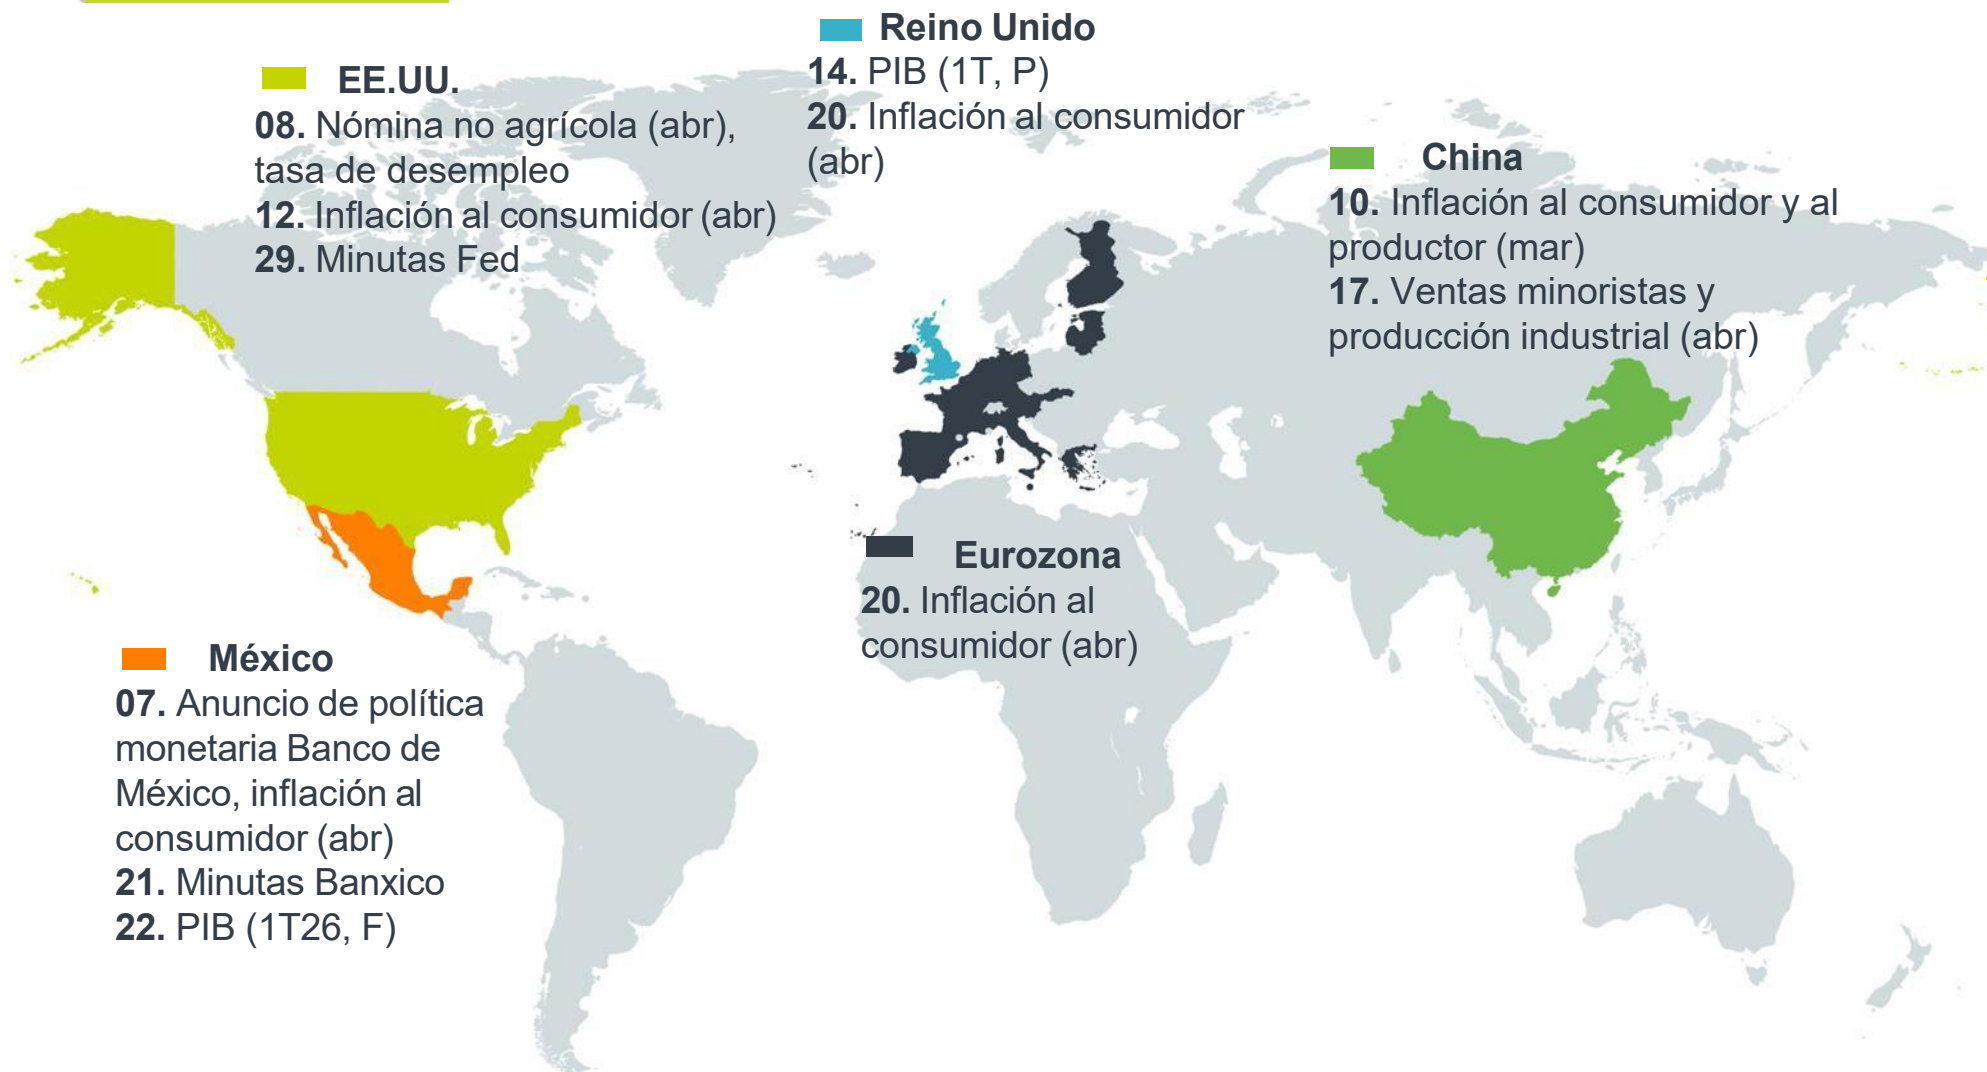 EE.UU.
08. Nómina no agrícola (abr),
tasa de desempleo
12. Inflación al consumidor (abr)
29. Minutas Fed
Reino Unido
14. PIB (1T, P)
20. Inflación al consumidor
(abr)
China
10. Inflación al consumidor y al
productor (mar)
17. Ventas minoristas y
producción industrial (abr)
Eurozona
20. Inflación al
consumidor (abr)
México
07. Anuncio de política
monetaria Banco de
México, inflación al
consumidor (abr)
21. Minutas Banxico
22. PIB (1T26, F)